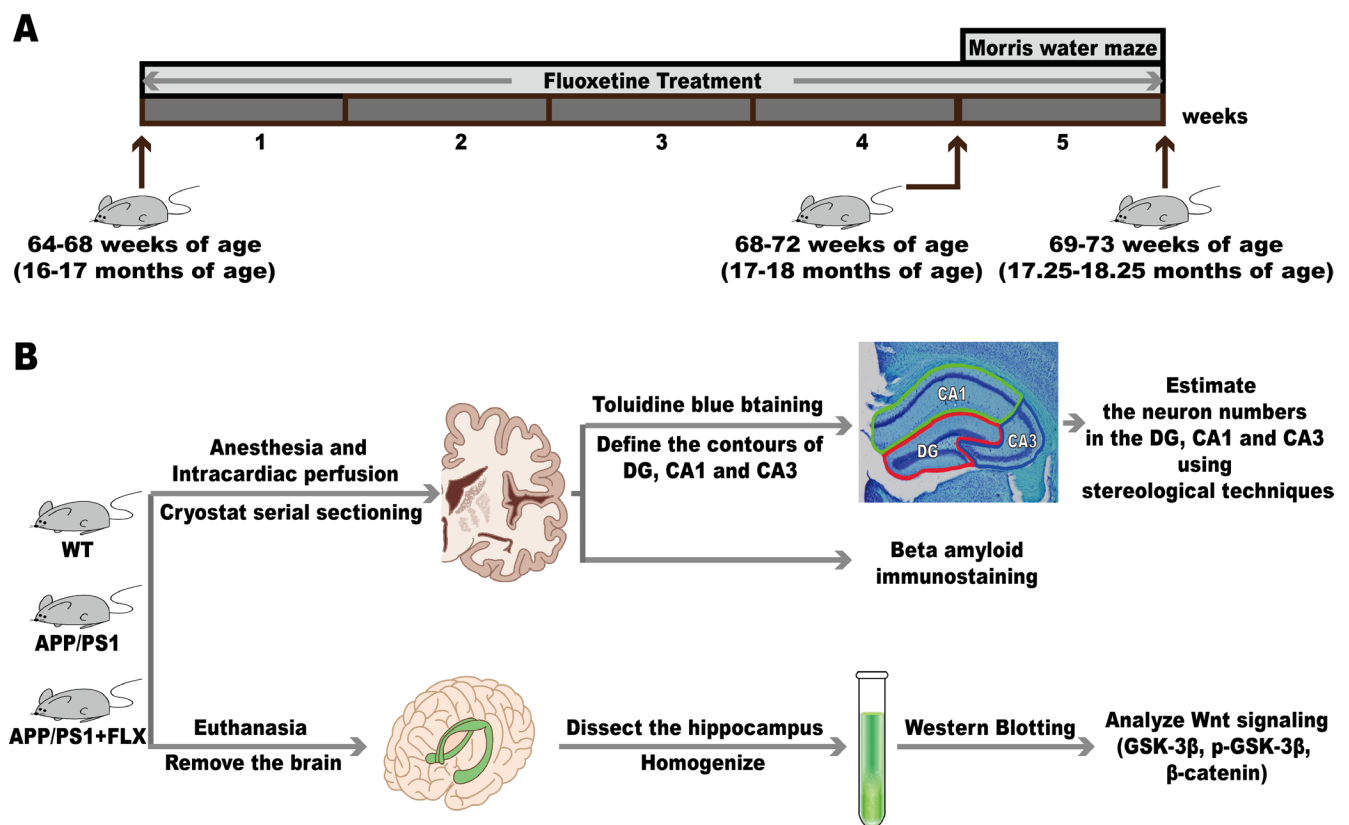 A
Morris water maze
Fluoxetine Treatment
weeks
1 2 3 4 5
64-68 weeks of age
(16-17 months of age)
68-72 weeks of age
(17-18 months of age)
69-73 weeks of age
(17.25-18.25 months of age)
B
WT
APP/PS1
APP/PS1+FLX
Anesthesia and
Intracardiac perfusion
Cryostat serial sectioning
Toluidine blue btaining
Define the contours of
DG, CA1 and CA3
CA1
CA3
DG
Estimate
the neuron numbers
in the DG, CA1 and CA3
using
stereological techniques
Beta amyloid
immunostaining
Euthanasia
Remove the brain
Dissect the hippocampus
Homogenize
Western Blotting
Analyze Wnt signaling
(GSK-3β, p-GSK-3β,
β-catenin)